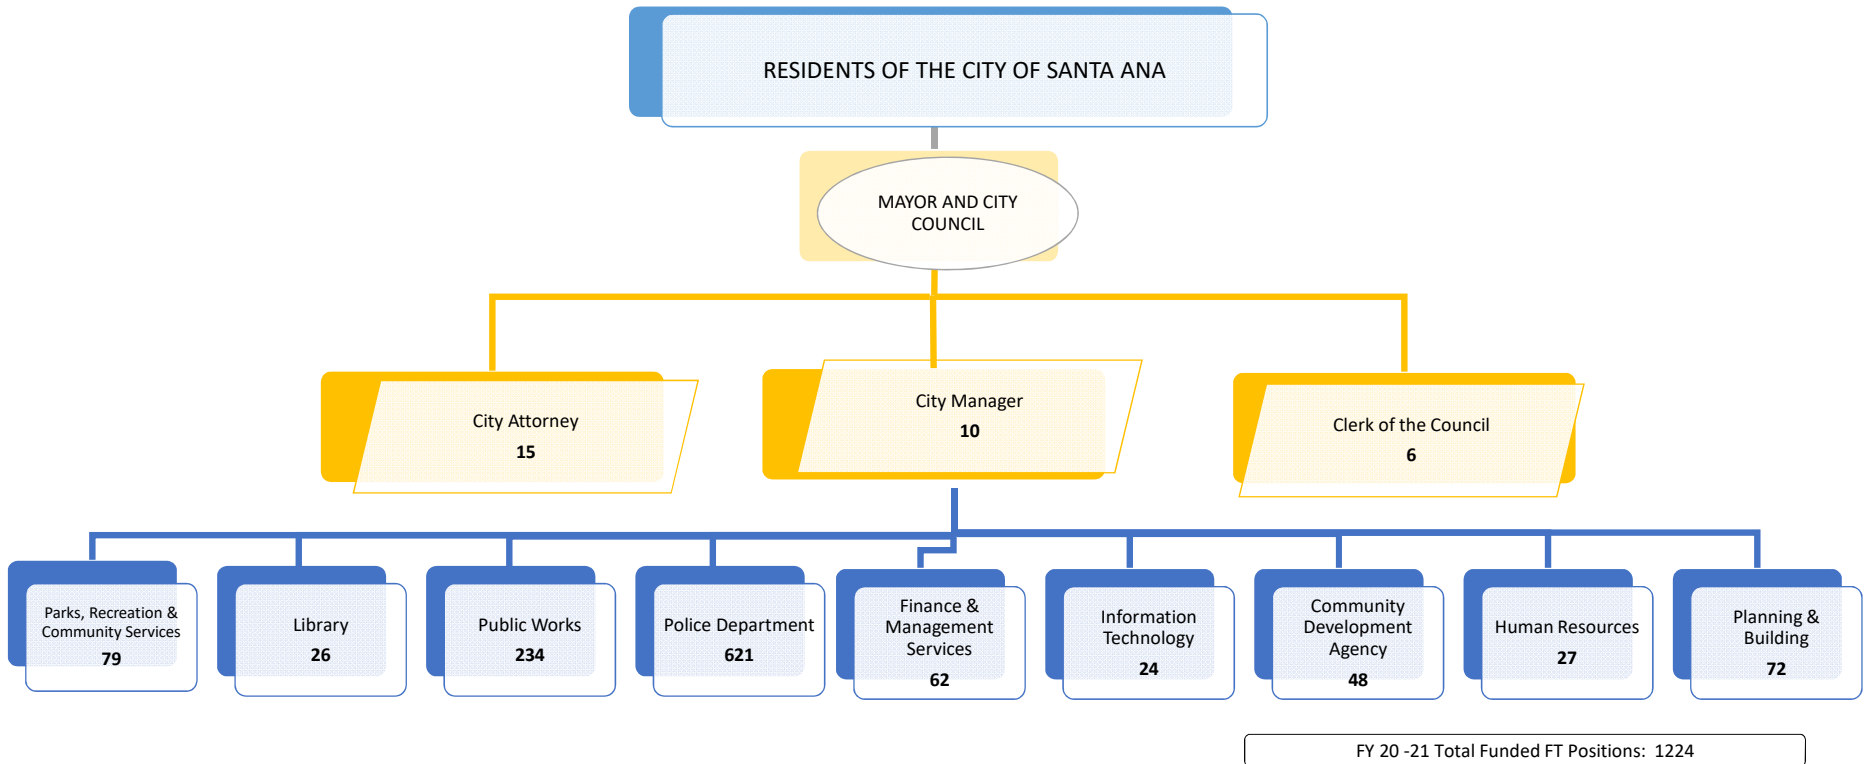 RESIDENTS OF THE CITY OF SANTA ANA
MAYOR AND CITY
COUNCIL
City Attorney
15
City Manager
10
Clerk of the Council
6
Parks, Recreation &
Community Services
79
Library
26
Public Works
234
Police Department
621
Finance &
Management
Services
62
Information
Technology
24
Community
Development
Agency
48
Human Resources
27
Planning &
Building
72
FY 20 -21 Total Funded FT Positions: 1224